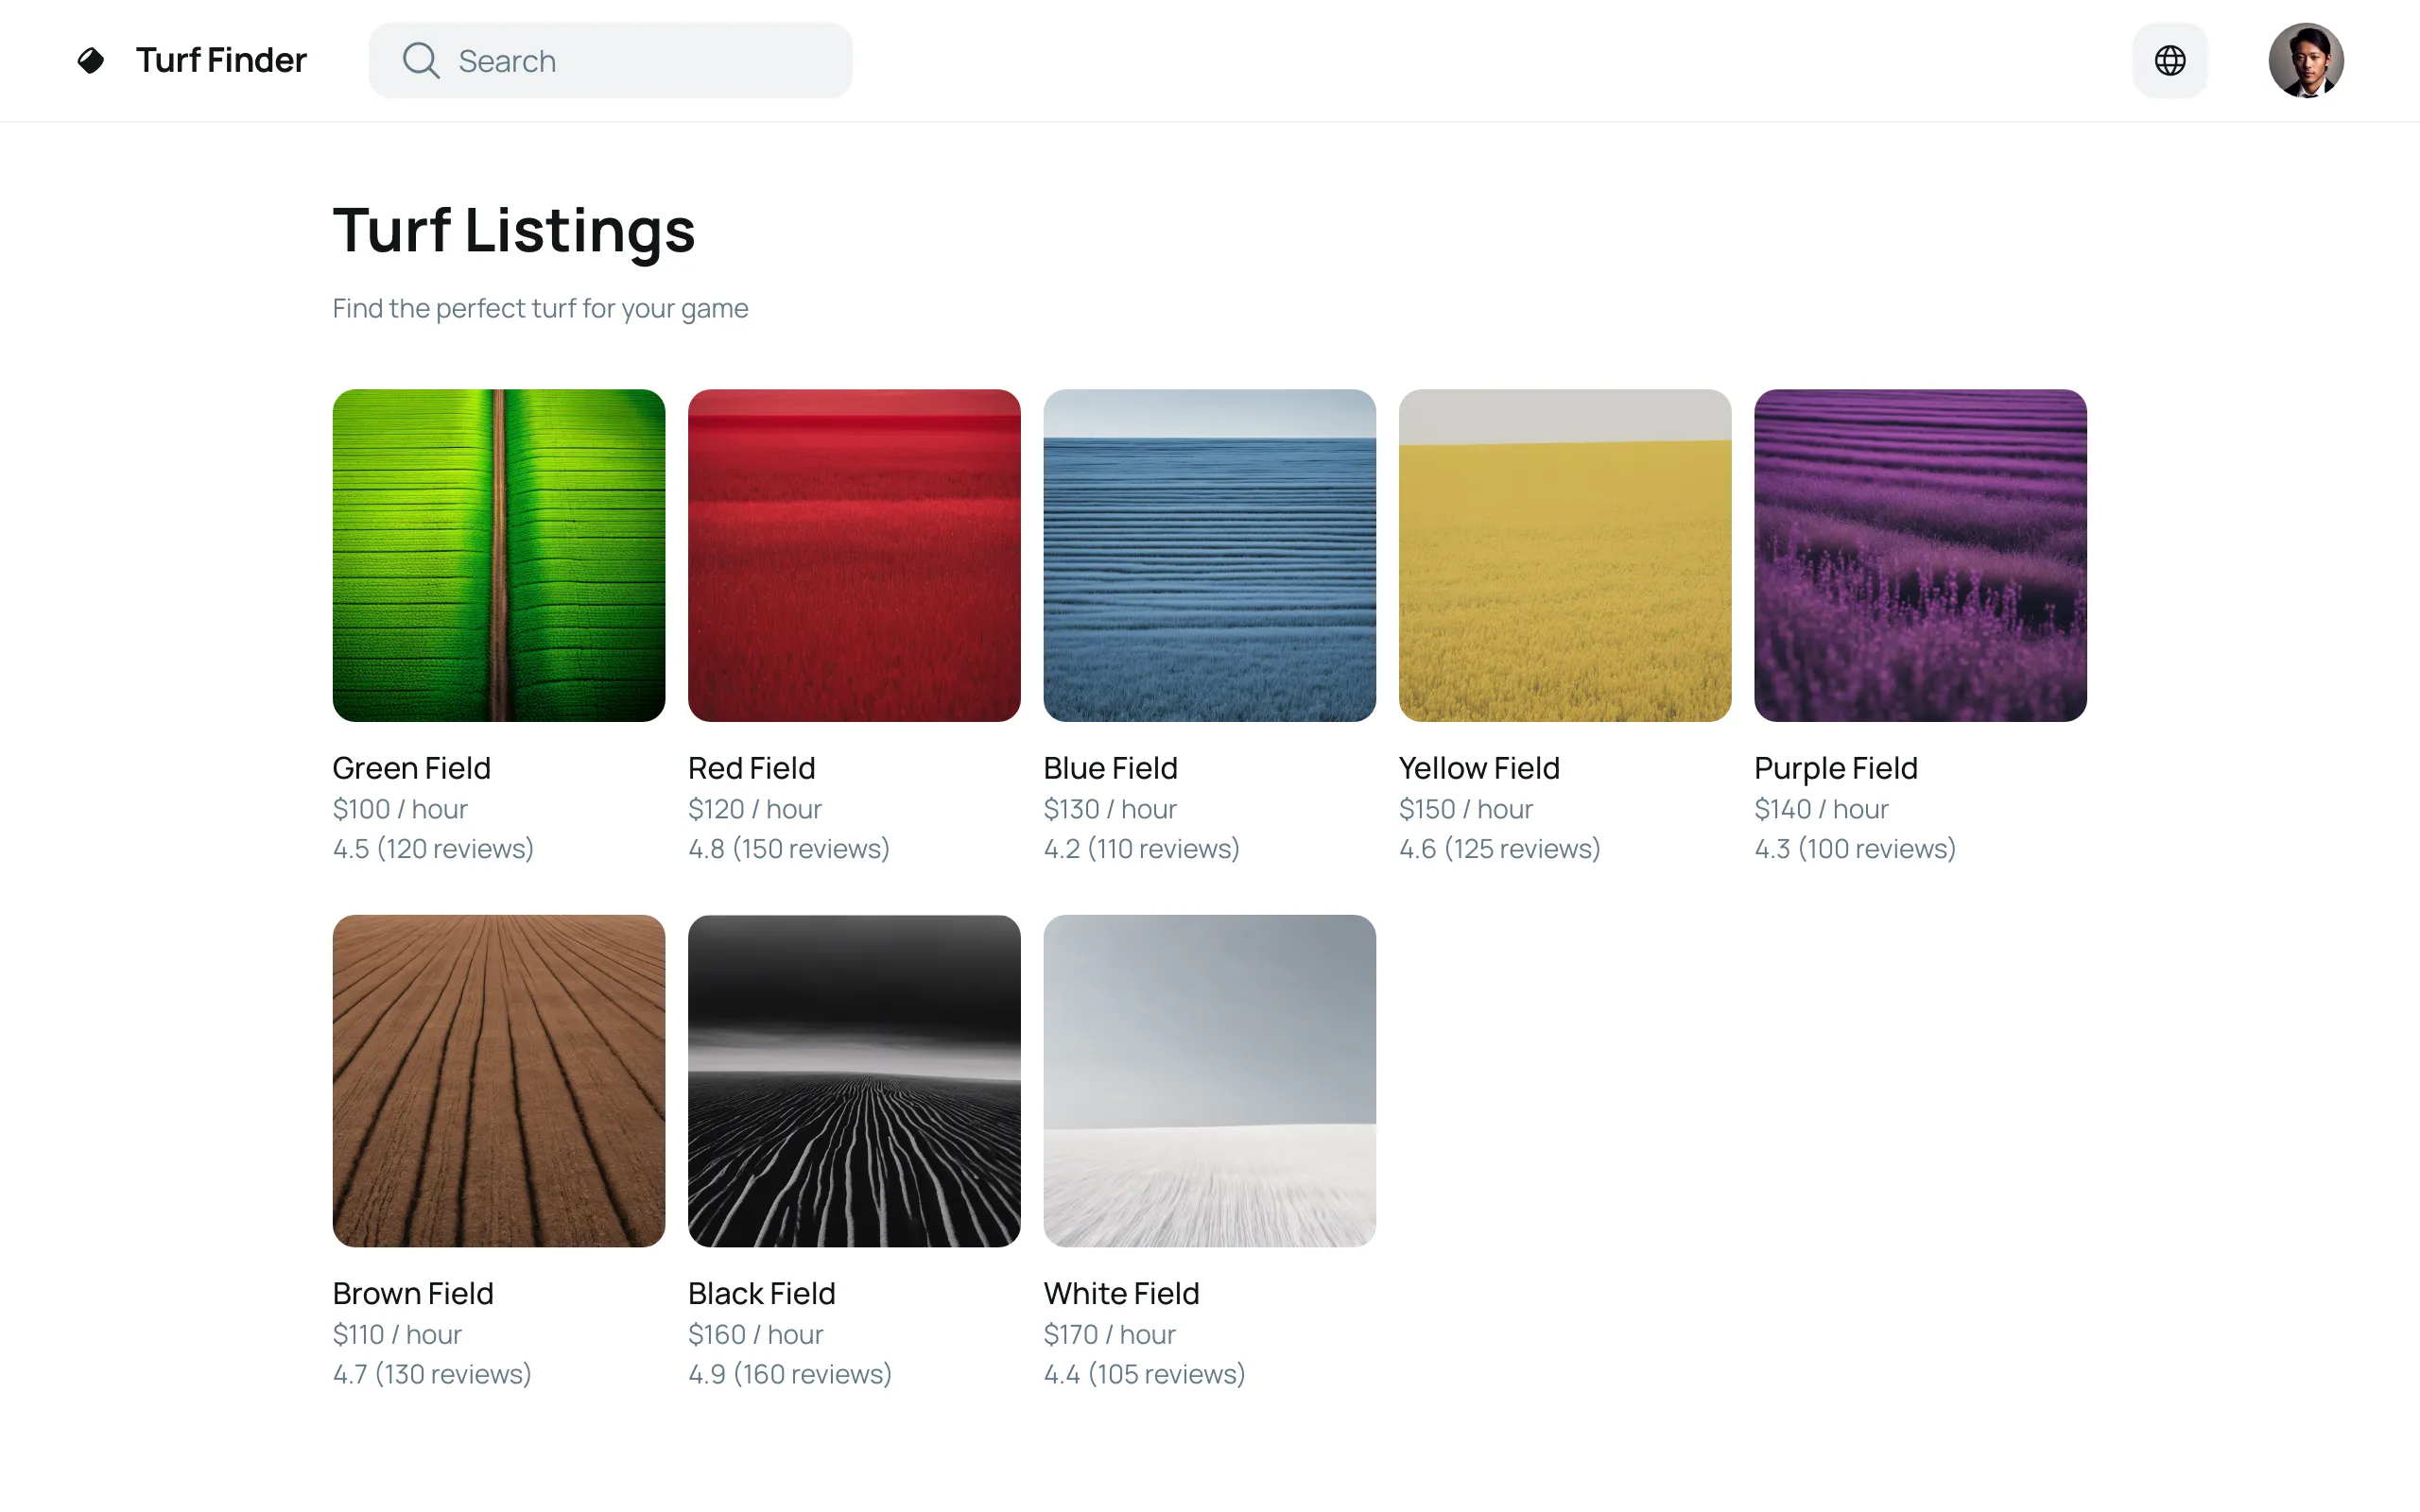 Turf Finder
Search
Turf Listings
Find the perfect turf for your game
Green Field
$100 / hour
4.5 (120 reviews)
Red Field
$120 / hour
4.8 (150 reviews)
Blue Field
$130 / hour
4.2 (110 reviews)
Yellow Field
$150 / hour
4.6 (125 reviews)
Purple Field
$140 / hour
4.3 (100 reviews)
Brown Field
$110 / hour
4.7 (130 reviews)
Black Field
$160 / hour
4.9 (160 reviews)
White Field
$170 / hour
4.4 (105 reviews)